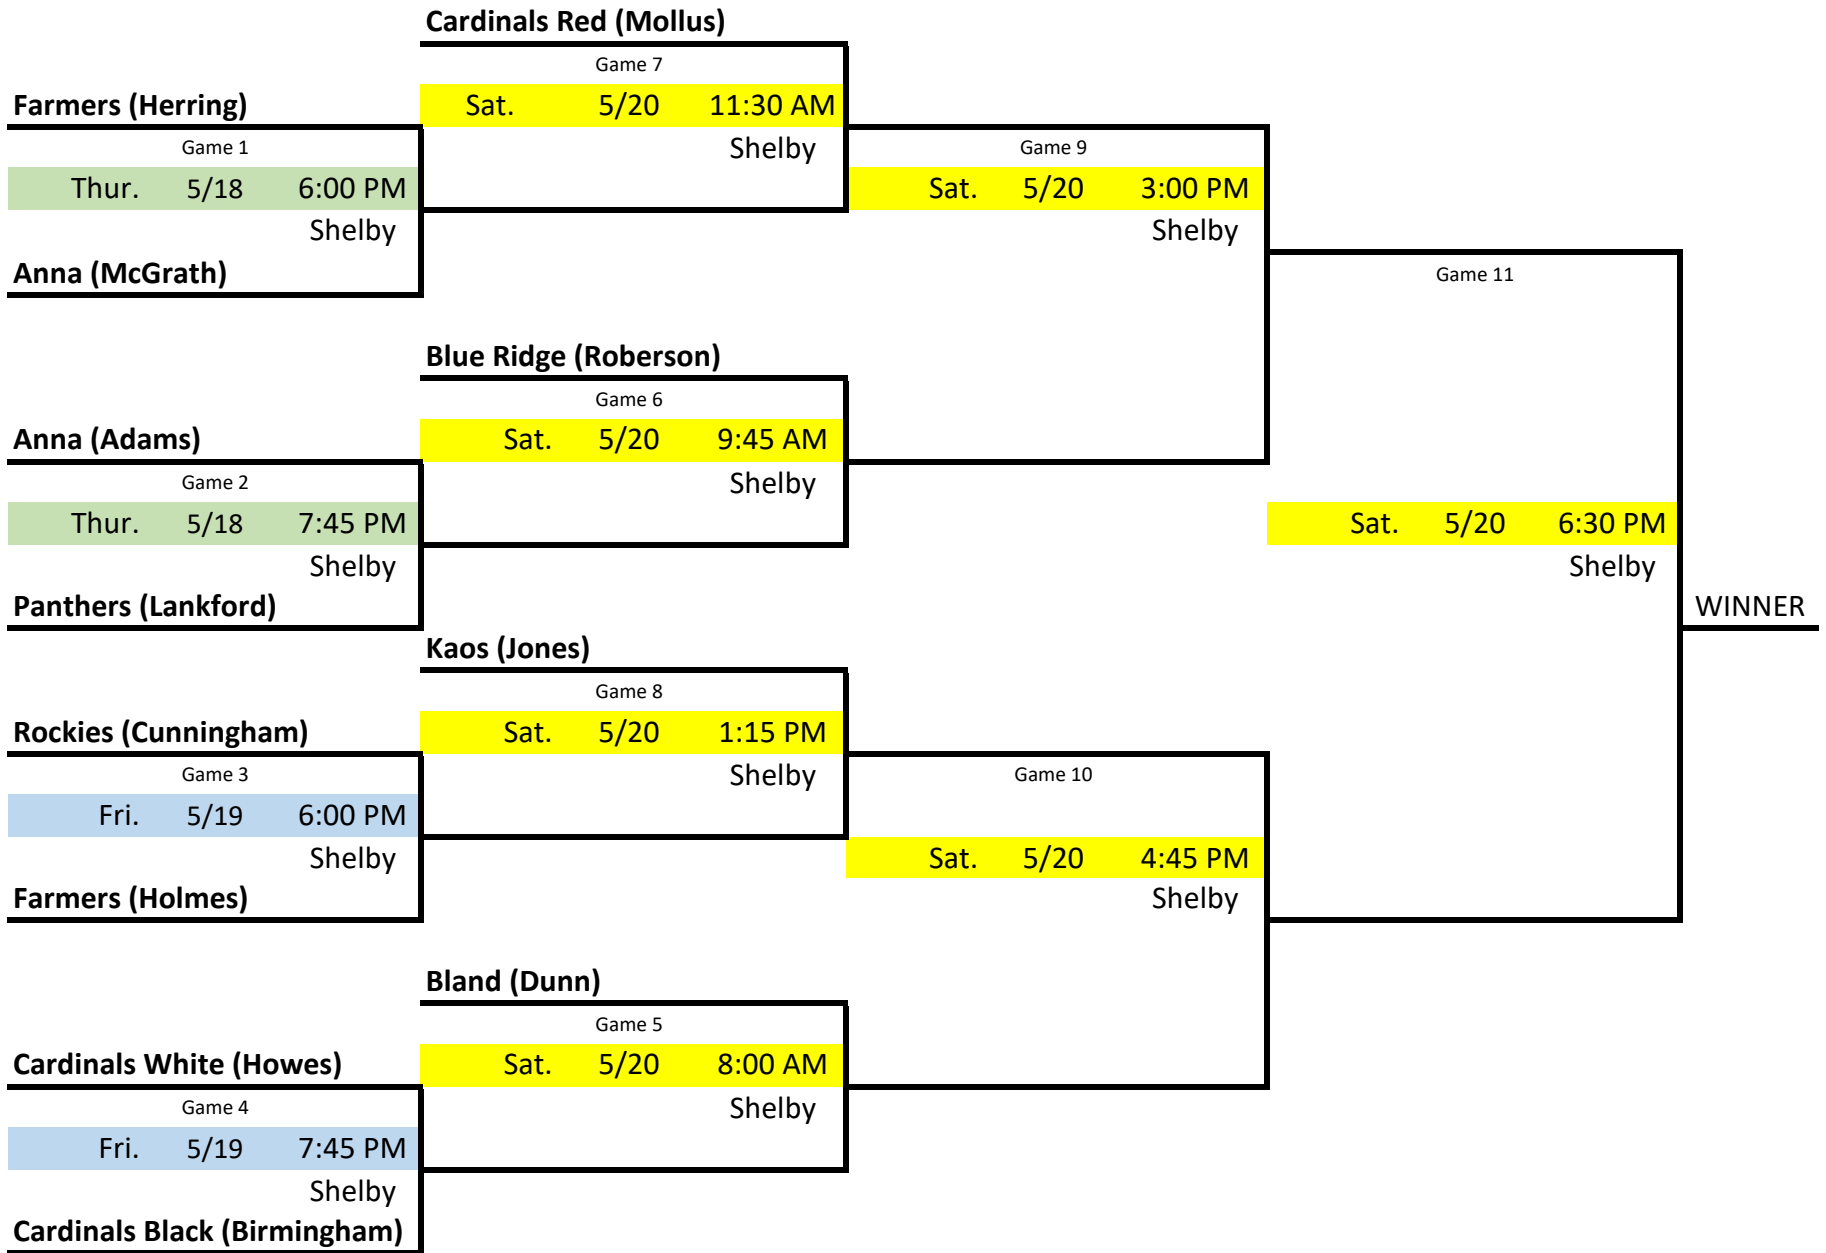 Cardinals Red (Mollus)
Game 7
Farmers (Herring)
Sat. 5/20 11:30 AM
Game 1
Shelby
Game 9
Thur. 5/18 6:00 PM
Sat. 5/20 3:00 PM
Shelby
Shelby
Anna (McGrath)
Game 11
Blue Ridge (Roberson)
Game 6
Anna (Adams)
Sat. 5/20 9:45 AM
Game 2
Shelby
Thur. 5/18 7:45 PM
Sat. 5/20 6:30 PM
Shelby
Shelby
Panthers (Lankford)
WINNER
Kaos (Jones)
Game 8
Rockies (Cunningham)
Sat. 5/20 1:15 PM
Game 3
Shelby
Game 10
Fri. 5/19 6:00 PM
Shelby
Sat. 5/20 4:45 PM
Farmers (Holmes)
Shelby
Bland (Dunn)
Game 5
Cardinals White (Howes)
Sat. 5/20 8:00 AM
Game 4
Shelby
Fri. 5/19 7:45 PM
Shelby
Cardinals Black (Birmingham)